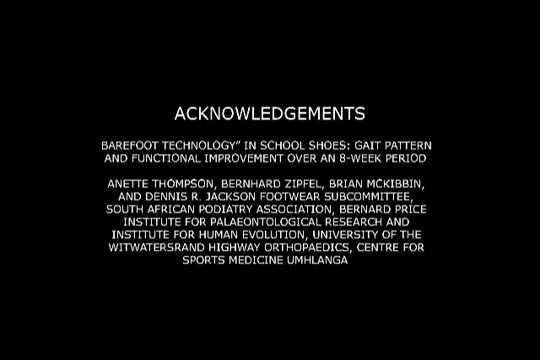 ACKNOWLEDGEMENTS
BAREFOOT TECHNOLOGY" IN SCHOOL SHOES: GAIT PATTERN
AND FUNCTIONAL IMPROVEMENT OVER AN 8-WEEK PERIOD
ANETTE THOMPSON, BERNHARD ZIPFEL, BRIAN MCKIBBIN,
AND DENNIS R. JACKSON FOOTWEAR SUBCOMMITTEE,
SOUTH AFRICAN PODIATRY ASSOCIATION, BERNARD PRICE
INSTITUTE FOR PALAEONTOLOGICAL RESEARCH AND
INSTITUTE FOR HUMAN EVOLUTION, UNIVERSITY OF THE
WITWATERSRAND HIGHWAY ORTHOPAEDICS, CENTRE FOR
SPORTS MEDICINE UMHLANGA